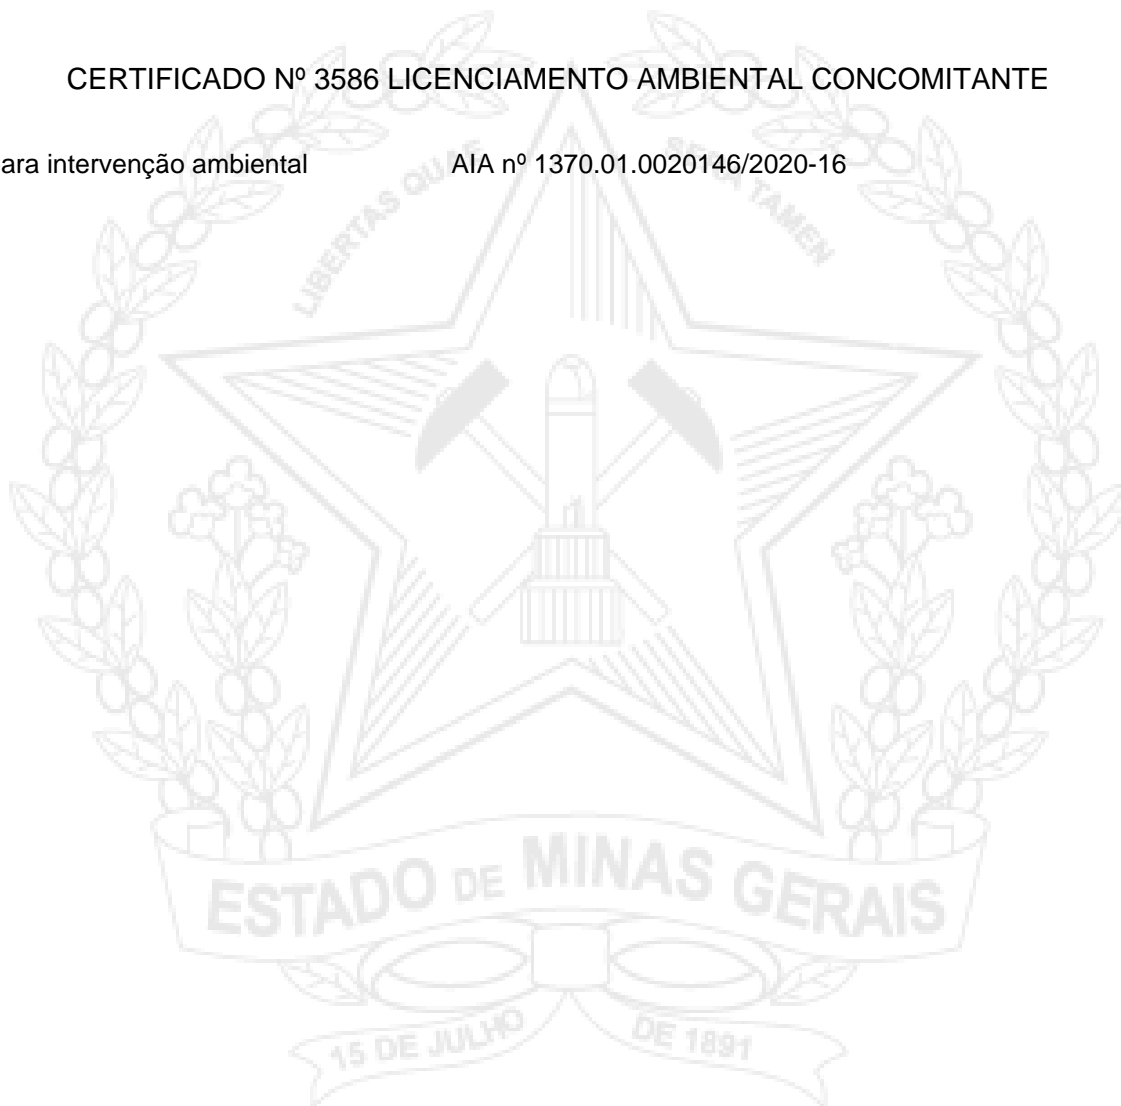 CERTIFICADO Nº 3586 LICENCIAMENTO AMBIENTAL CONCOMITANTE
ara intervenção ambiental AIA nº 1370.01.0020146/2020-16
LIBERTAS QUAE SERA TAMEN
ESTADO DE MINAS GERAIS
15 DE JULHO DE 1891